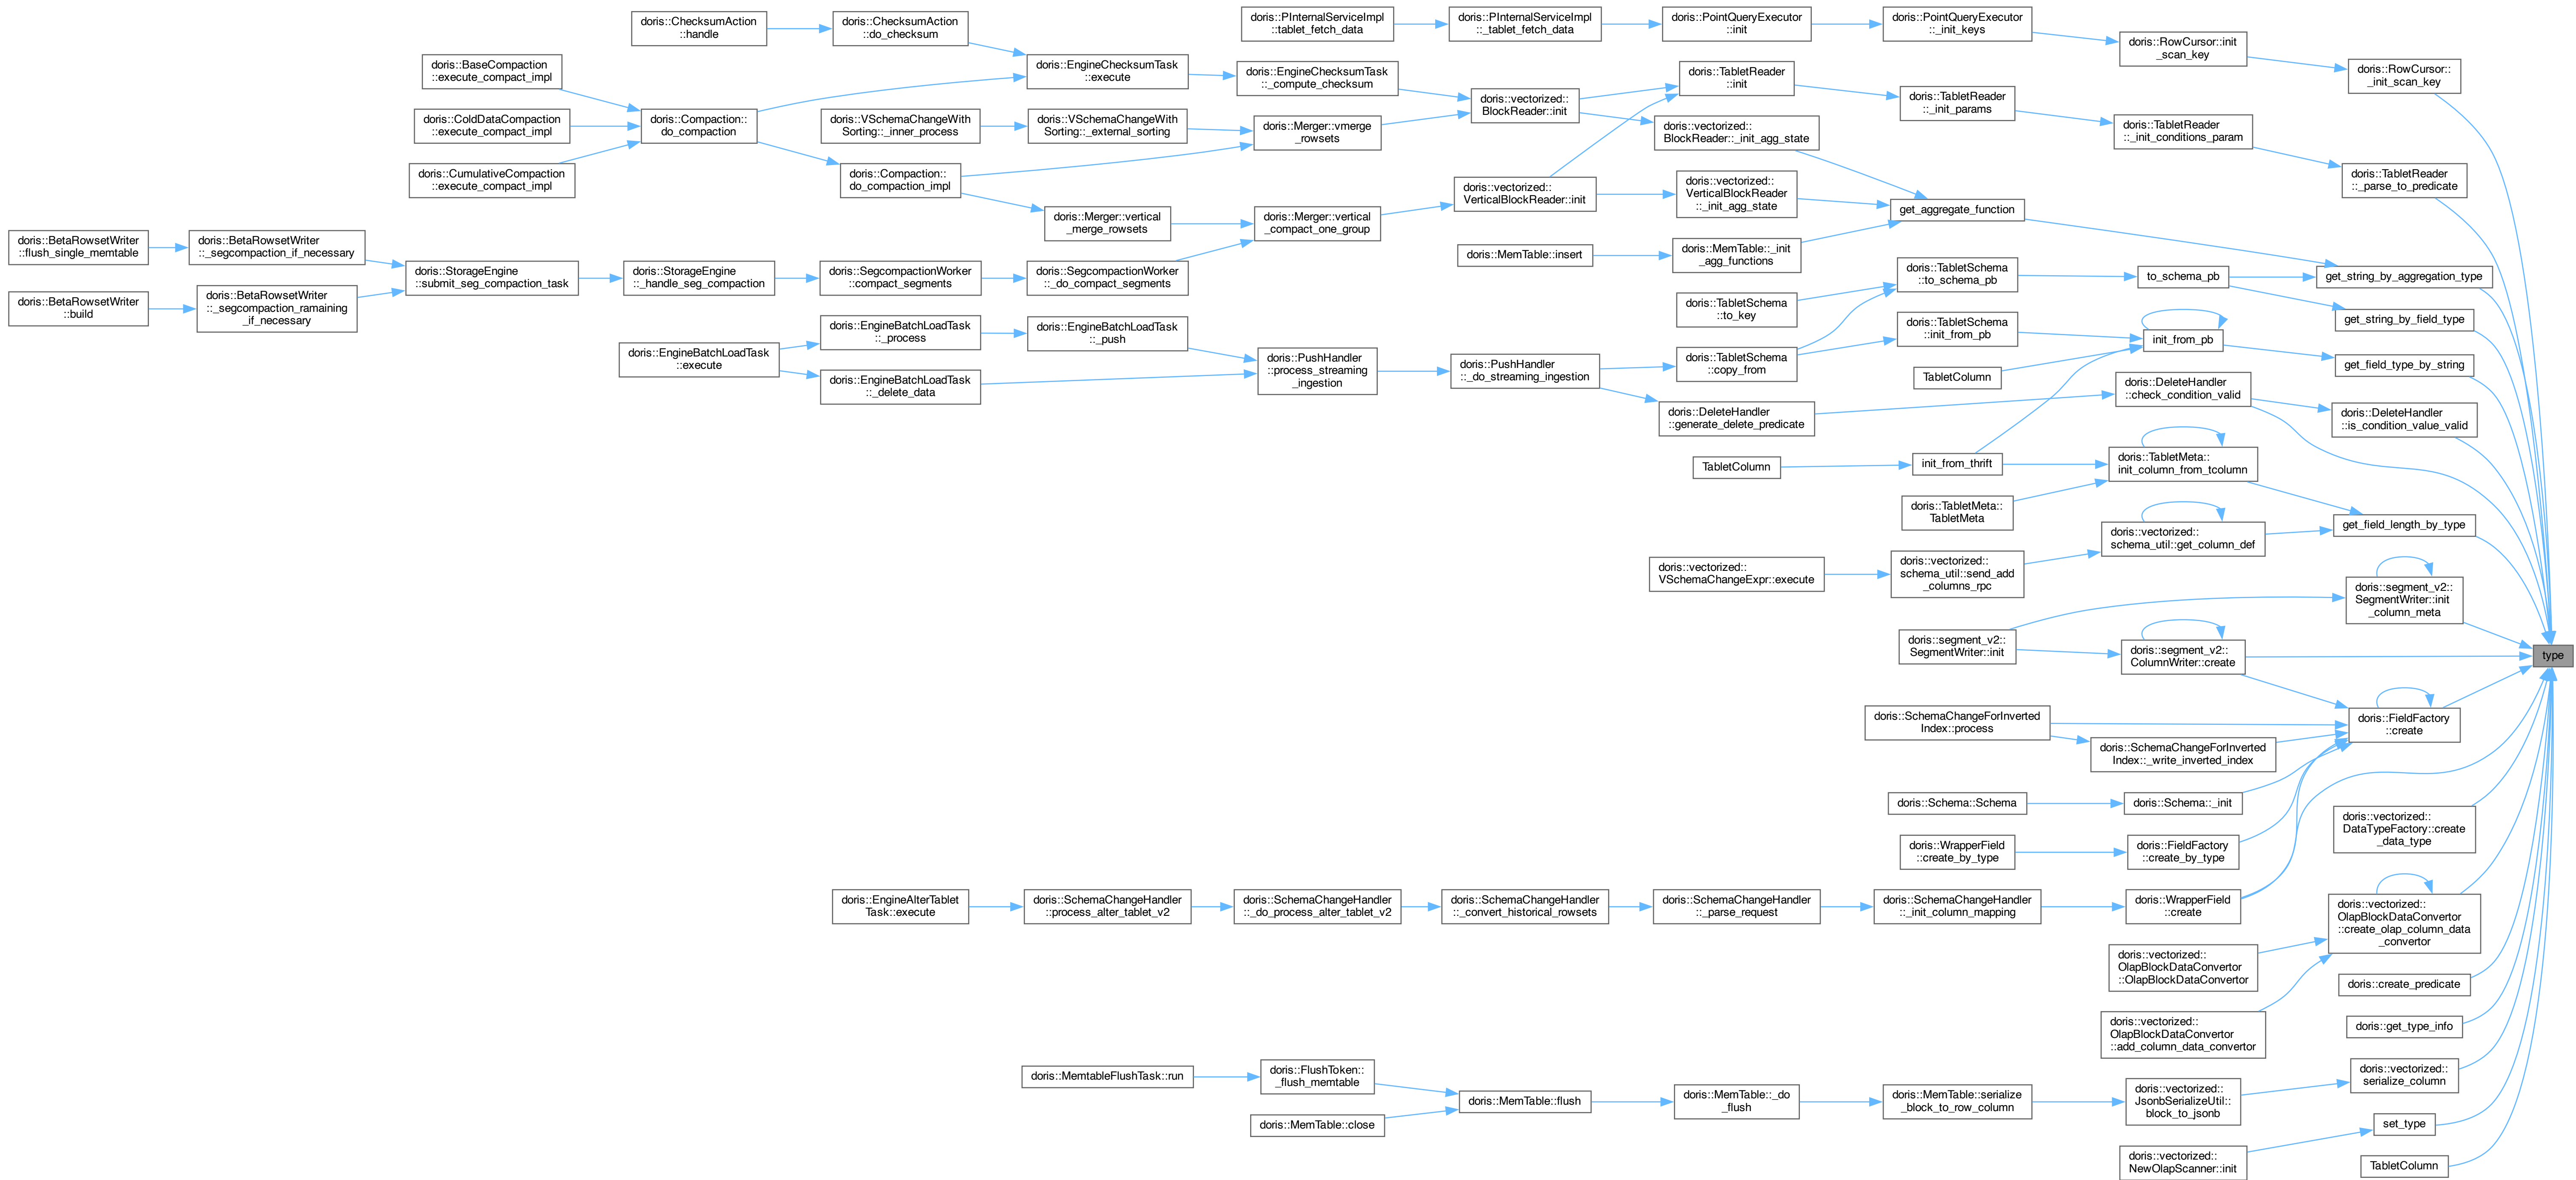 doris::ChecksumAction
::handle
doris::ChecksumAction
::do_checksum
doris::PInternalServiceImpl
::tablet_fetch_data
doris::PInternalServiceImpl
::_tablet_fetch_data
doris::PointQueryExecutor
::init
doris::PointQueryExecutor
::_init_keys
doris::RowCursor::init
_scan_key
doris::RowCursor::
_init_scan_key
doris::BaseCompaction
::execute_compact_impl
doris::EngineChecksumTask
::execute
doris::EngineChecksumTask
::_compute_checksum
doris::TabletReader
::init
doris::TabletReader
::_init_params
doris::TabletReader
::_init_conditions_param
doris::TabletReader
::_parse_to_predicate
doris::ColdDataCompaction
::execute_compact_impl
doris::Compaction::
do_compaction
doris::VSchemaChangeWith
Sorting::_inner_process
doris::VSchemaChangeWith
Sorting::_external_sorting
doris::Merger::vmerge
_rowsets
doris::vectorized::
BlockReader::init
doris::vectorized::
BlockReader::_init_agg_state
doris::CumulativeCompaction
::execute_compact_impl
doris::Compaction::
do_compaction_impl
doris::vectorized::
VerticalBlockReader::init
doris::vectorized::
VerticalBlockReader
::_init_agg_state
get_aggregate_function
doris::Merger::vertical
_merge_rowsets
doris::Merger::vertical
_compact_one_group
doris::MemTable::insert
doris::MemTable::_init
_agg_functions
doris::BetaRowsetWriter
::flush_single_memtable
doris::BetaRowsetWriter
::_segcompaction_if_necessary
doris::StorageEngine
::submit_seg_compaction_task
doris::StorageEngine
::_handle_seg_compaction
doris::SegcompactionWorker
::compact_segments
doris::SegcompactionWorker
::_do_compact_segments
doris::TabletSchema
::to_schema_pb
to_schema_pb
get_string_by_aggregation_type
doris::BetaRowsetWriter
::build
doris::BetaRowsetWriter
::_segcompaction_ramaining
_if_necessary
doris::TabletSchema
::to_key
get_string_by_field_type
doris::EngineBatchLoadTask
::execute
doris::EngineBatchLoadTask
::_process
doris::EngineBatchLoadTask
::_push
doris::EngineBatchLoadTask
::_delete_data
doris::PushHandler
::process_streaming
_ingestion
doris::PushHandler
::_do_streaming_ingestion
doris::TabletSchema
::copy_from
doris::TabletSchema
::init_from_pb
init_from_pb
get_field_type_by_string
TabletColumn
doris::DeleteHandler
::generate_delete_predicate
doris::DeleteHandler
::check_condition_valid
doris::DeleteHandler
::is_condition_value_valid
TabletColumn
init_from_thrift
doris::TabletMeta::
init_column_from_tcolumn
doris::TabletMeta::
TabletMeta
get_field_length_by_type
doris::vectorized::
schema_util::get_column_def
doris::vectorized::
VSchemaChangeExpr::execute
doris::vectorized::
schema_util::send_add
_columns_rpc
doris::segment_v2::
SegmentWriter::init
_column_meta
doris::segment_v2::
SegmentWriter::init
doris::segment_v2::
ColumnWriter::create
type
doris::SchemaChangeForInverted
Index::process
doris::SchemaChangeForInverted
Index::_write_inverted_index
doris::FieldFactory
::create
doris::Schema::Schema
doris::Schema::_init
doris::vectorized::
DataTypeFactory::create
_data_type
doris::WrapperField
::create_by_type
doris::FieldFactory
::create_by_type
doris::EngineAlterTablet
Task::execute
doris::SchemaChangeHandler
::process_alter_tablet_v2
doris::SchemaChangeHandler
::_do_process_alter_tablet_v2
doris::SchemaChangeHandler
::_convert_historical_rowsets
doris::SchemaChangeHandler
::_parse_request
doris::SchemaChangeHandler
::_init_column_mapping
doris::WrapperField
::create
doris::vectorized::
OlapBlockDataConvertor
::create_olap_column_data
_convertor
doris::vectorized::
OlapBlockDataConvertor
::OlapBlockDataConvertor
doris::create_predicate
doris::vectorized::
OlapBlockDataConvertor
::add_column_data_convertor
doris::get_type_info
doris::MemtableFlushTask::run
doris::FlushToken::
_flush_memtable
doris::MemTable::close
doris::MemTable::flush
doris::MemTable::_do
_flush
doris::MemTable::serialize
_block_to_row_column
doris::vectorized::
JsonbSerializeUtil::
block_to_jsonb
doris::vectorized::
serialize_column
set_type
doris::vectorized::
NewOlapScanner::init
TabletColumn